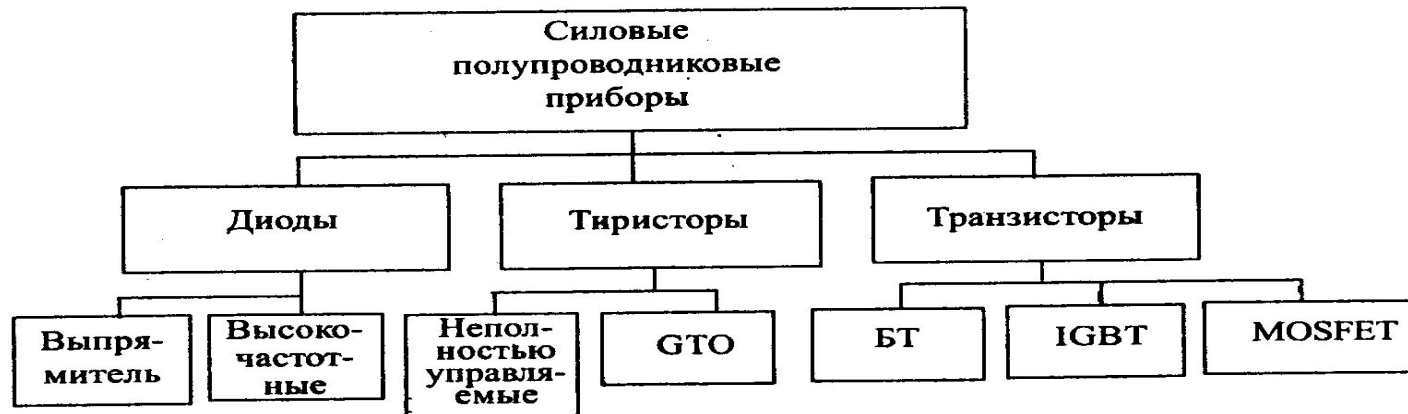 Силовые
полупроводниковые
приборы
Диоды
Тиристоры
Транзисторы
Выпря-
митель
Высоко-
частот-
ные
Непол-
ностью
управля-
емые
GTO
БТ
IGBT
MOSFET